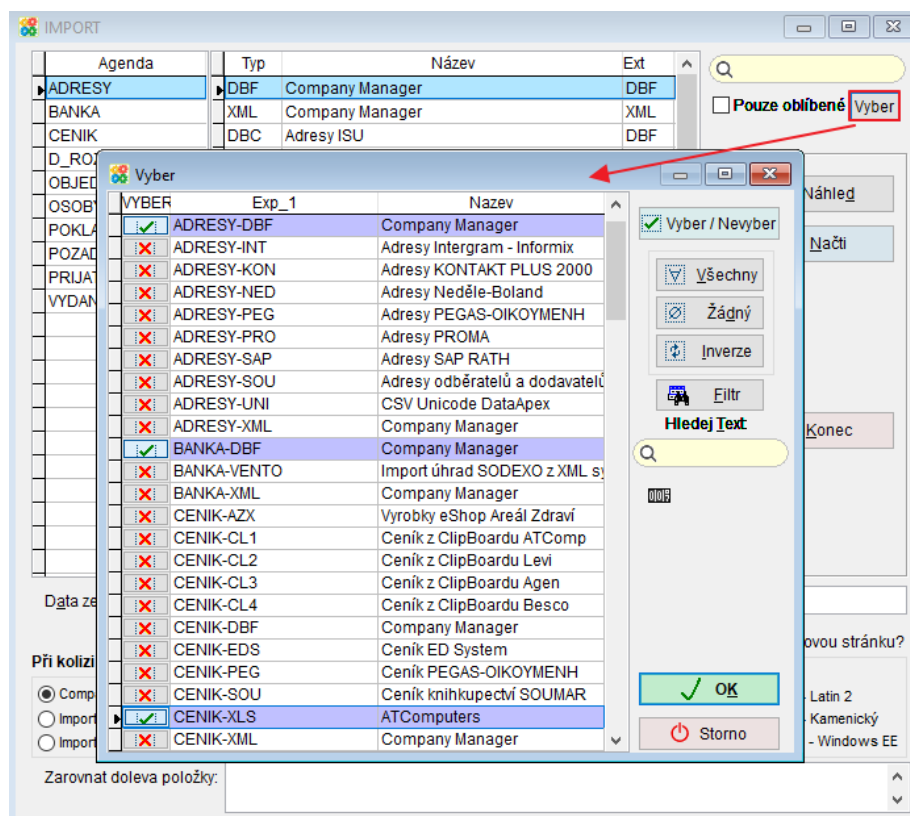 IMPORT
Agenda Typ Název Ext
ADRESY DBF Company Manager DBF
BANKA XML Company Manager XML
CENIK DBC Adresy ISU DBF
Pouze oblíbené Vyber
D_RO
OBJED
OSOB
POKLA
POZAD
PRIJAT
VYDAN
Náhled
Načti
Konec
Vyber
VYBER Exp_1 Nazev
ADRESY-DBF Company Manager
ADRESY-INT Adresy Intergram - Informix
ADRESY-KON Adresy KONTAKT PLUS 2000
ADRESY-NED Adresy Neděle-Boland
ADRESY-PEG Adresy PEGAS-OIKOYMENH
ADRESY-PRO Adresy PROMA
ADRESY-SAP Adresy SAP RATH
ADRESY-SOU Adresy odběratelů a dodavatelů
ADRESY-UNI CSV Unicode DataApex
ADRESY-XML Company Manager
BANKA-DBF Company Manager
BANKA-VENTO Import úhrad SODEXO z XML sy
BANKA-XML Company Manager
CENIK-AZX Vyrobky eShop Areál Zdraví
CENIK-CL1 Ceník z ClipBoardu ATComp
CENIK-CL2 Ceník z ClipBoardu Levi
CENIK-CL3 Ceník z ClipBoardu Agen
CENIK-CL4 Ceník z ClipBoardu Besco
CENIK-DBF Company Manager
CENIK-EDS Ceník ED System
CENIK-PEG Ceník PEGAS-OIKOYMENH
CENIK-SOU Ceník knihkupectví SOUMAR
CENIK-XLS ATComputers
CENIK-XML Company Manager
Vyber / Nevyber
Všechny
Žádný
Inverze
Filtr
Hledej Text
OK
Storno
Data ze
ovou stránku?
Při kolizi
Comp
Import
Import
- Latin 2
Kamenický
- Windows EE
Zarovnat doleva položky: